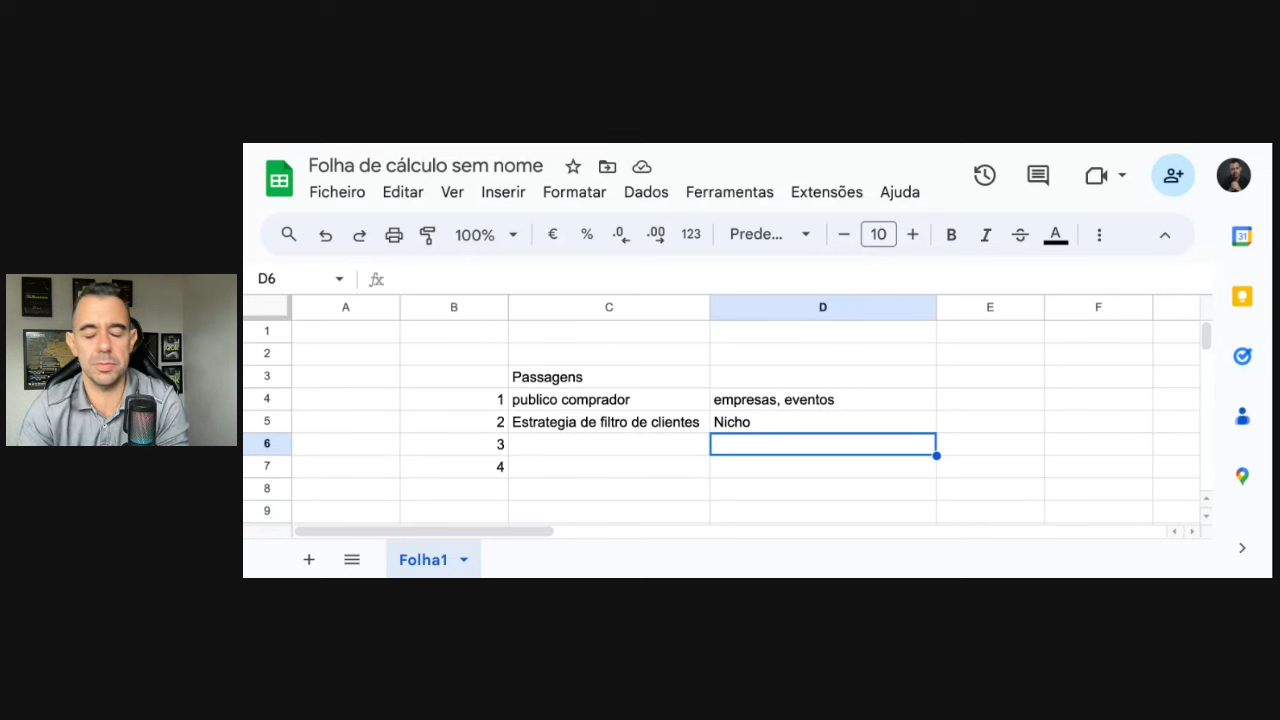 Folha de cálculo sem nome
Ficheiro Editar Ver Inserir Formatar Dados Ferramentas Extensões Ajuda
100% € % .0 .00 123 Prede... 10 B I S A
D6 fx
31
A B C D E F
1
2
3 Passagens
4 1 publico comprador empresas, eventos
5 2 Estrategia de filtro de clientes Nicho
6 3
7 4
8
9
Folha1